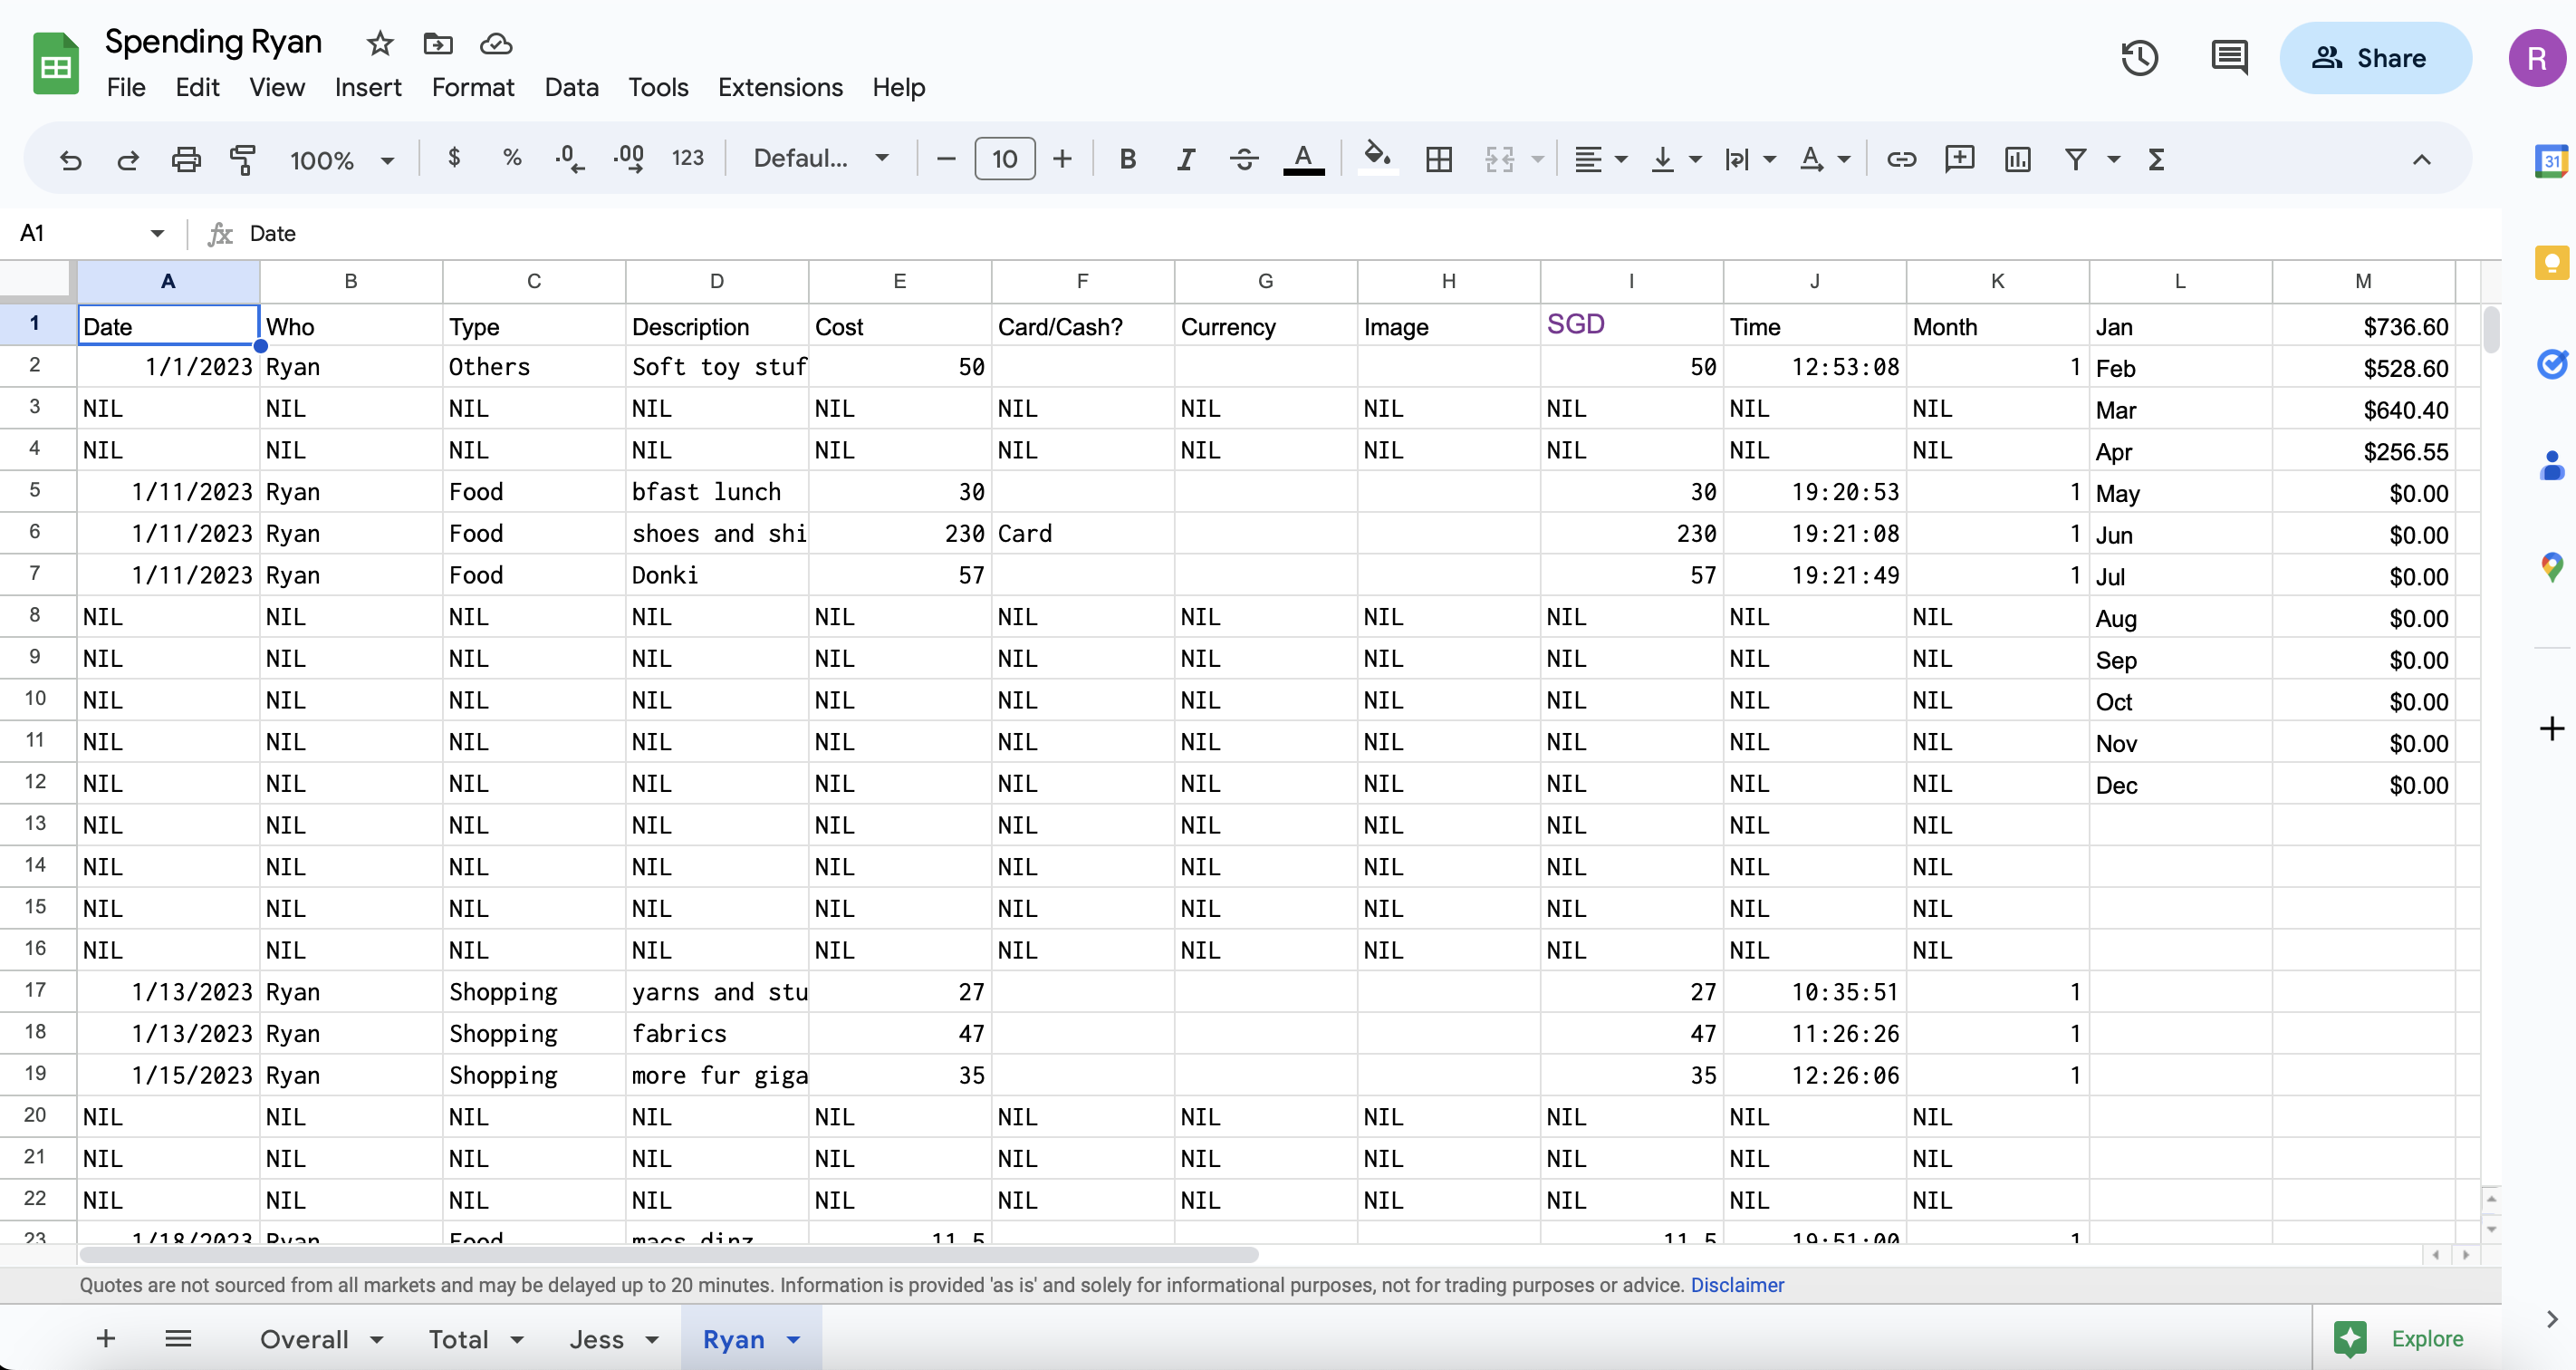 Spending Ryan
File Edit View Insert Format Data Tools Extensions Help
Share
R
100% $ % .0 .00 123 Defaul... 10 B I A
31
A1 fx Date
A B C D E F G H I J K L M
1 Date Who Type Description Cost Card/Cash? Currency Image SGD Time Month Jan $736.60
2 1/1/2023 Ryan Others Soft toy stuf 50 50 12:53:08 1 Feb $528.60
3 NIL NIL NIL NIL NIL NIL NIL NIL NIL NIL NIL Mar $640.40
4 NIL NIL NIL NIL NIL NIL NIL NIL NIL NIL NIL Apr $256.55
5 1/11/2023 Ryan Food bfast lunch 30 30 19:20:53 1 May $0.00
6 1/11/2023 Ryan Food shoes and shi 230 Card 230 19:21:08 1 Jun $0.00
7 1/11/2023 Ryan Food Donki 57 57 19:21:49 1 Jul $0.00
8 NIL NIL NIL NIL NIL NIL NIL NIL NIL NIL NIL Aug $0.00
9 NIL NIL NIL NIL NIL NIL NIL NIL NIL NIL NIL Sep $0.00
10 NIL NIL NIL NIL NIL NIL NIL NIL NIL NIL NIL Oct $0.00
11 NIL NIL NIL NIL NIL NIL NIL NIL NIL NIL NIL Nov $0.00
12 NIL NIL NIL NIL NIL NIL NIL NIL NIL NIL NIL Dec $0.00
13 NIL NIL NIL NIL NIL NIL NIL NIL NIL NIL NIL
14 NIL NIL NIL NIL NIL NIL NIL NIL NIL NIL NIL
15 NIL NIL NIL NIL NIL NIL NIL NIL NIL NIL NIL
16 NIL NIL NIL NIL NIL NIL NIL NIL NIL NIL NIL
17 1/13/2023 Ryan Shopping yarns and stu 27 27 10:35:51 1
18 1/13/2023 Ryan Shopping fabrics 47 47 11:26:26 1
19 1/15/2023 Ryan Shopping more fur giga 35 35 12:26:06 1
20 NIL NIL NIL NIL NIL NIL NIL NIL NIL NIL NIL
21 NIL NIL NIL NIL NIL NIL NIL NIL NIL NIL NIL
22 NIL NIL NIL NIL NIL NIL NIL NIL NIL NIL NIL
23 1/18/2023 Ryan Food macs dinz 11.5 11.5 19:51:00 1
Quotes are not sourced from all markets and may be delayed up to 20 minutes. Information is provided 'as is' and solely for informational purposes, not for trading purposes or advice. Disclaimer
Overall Total Jess Ryan Explore